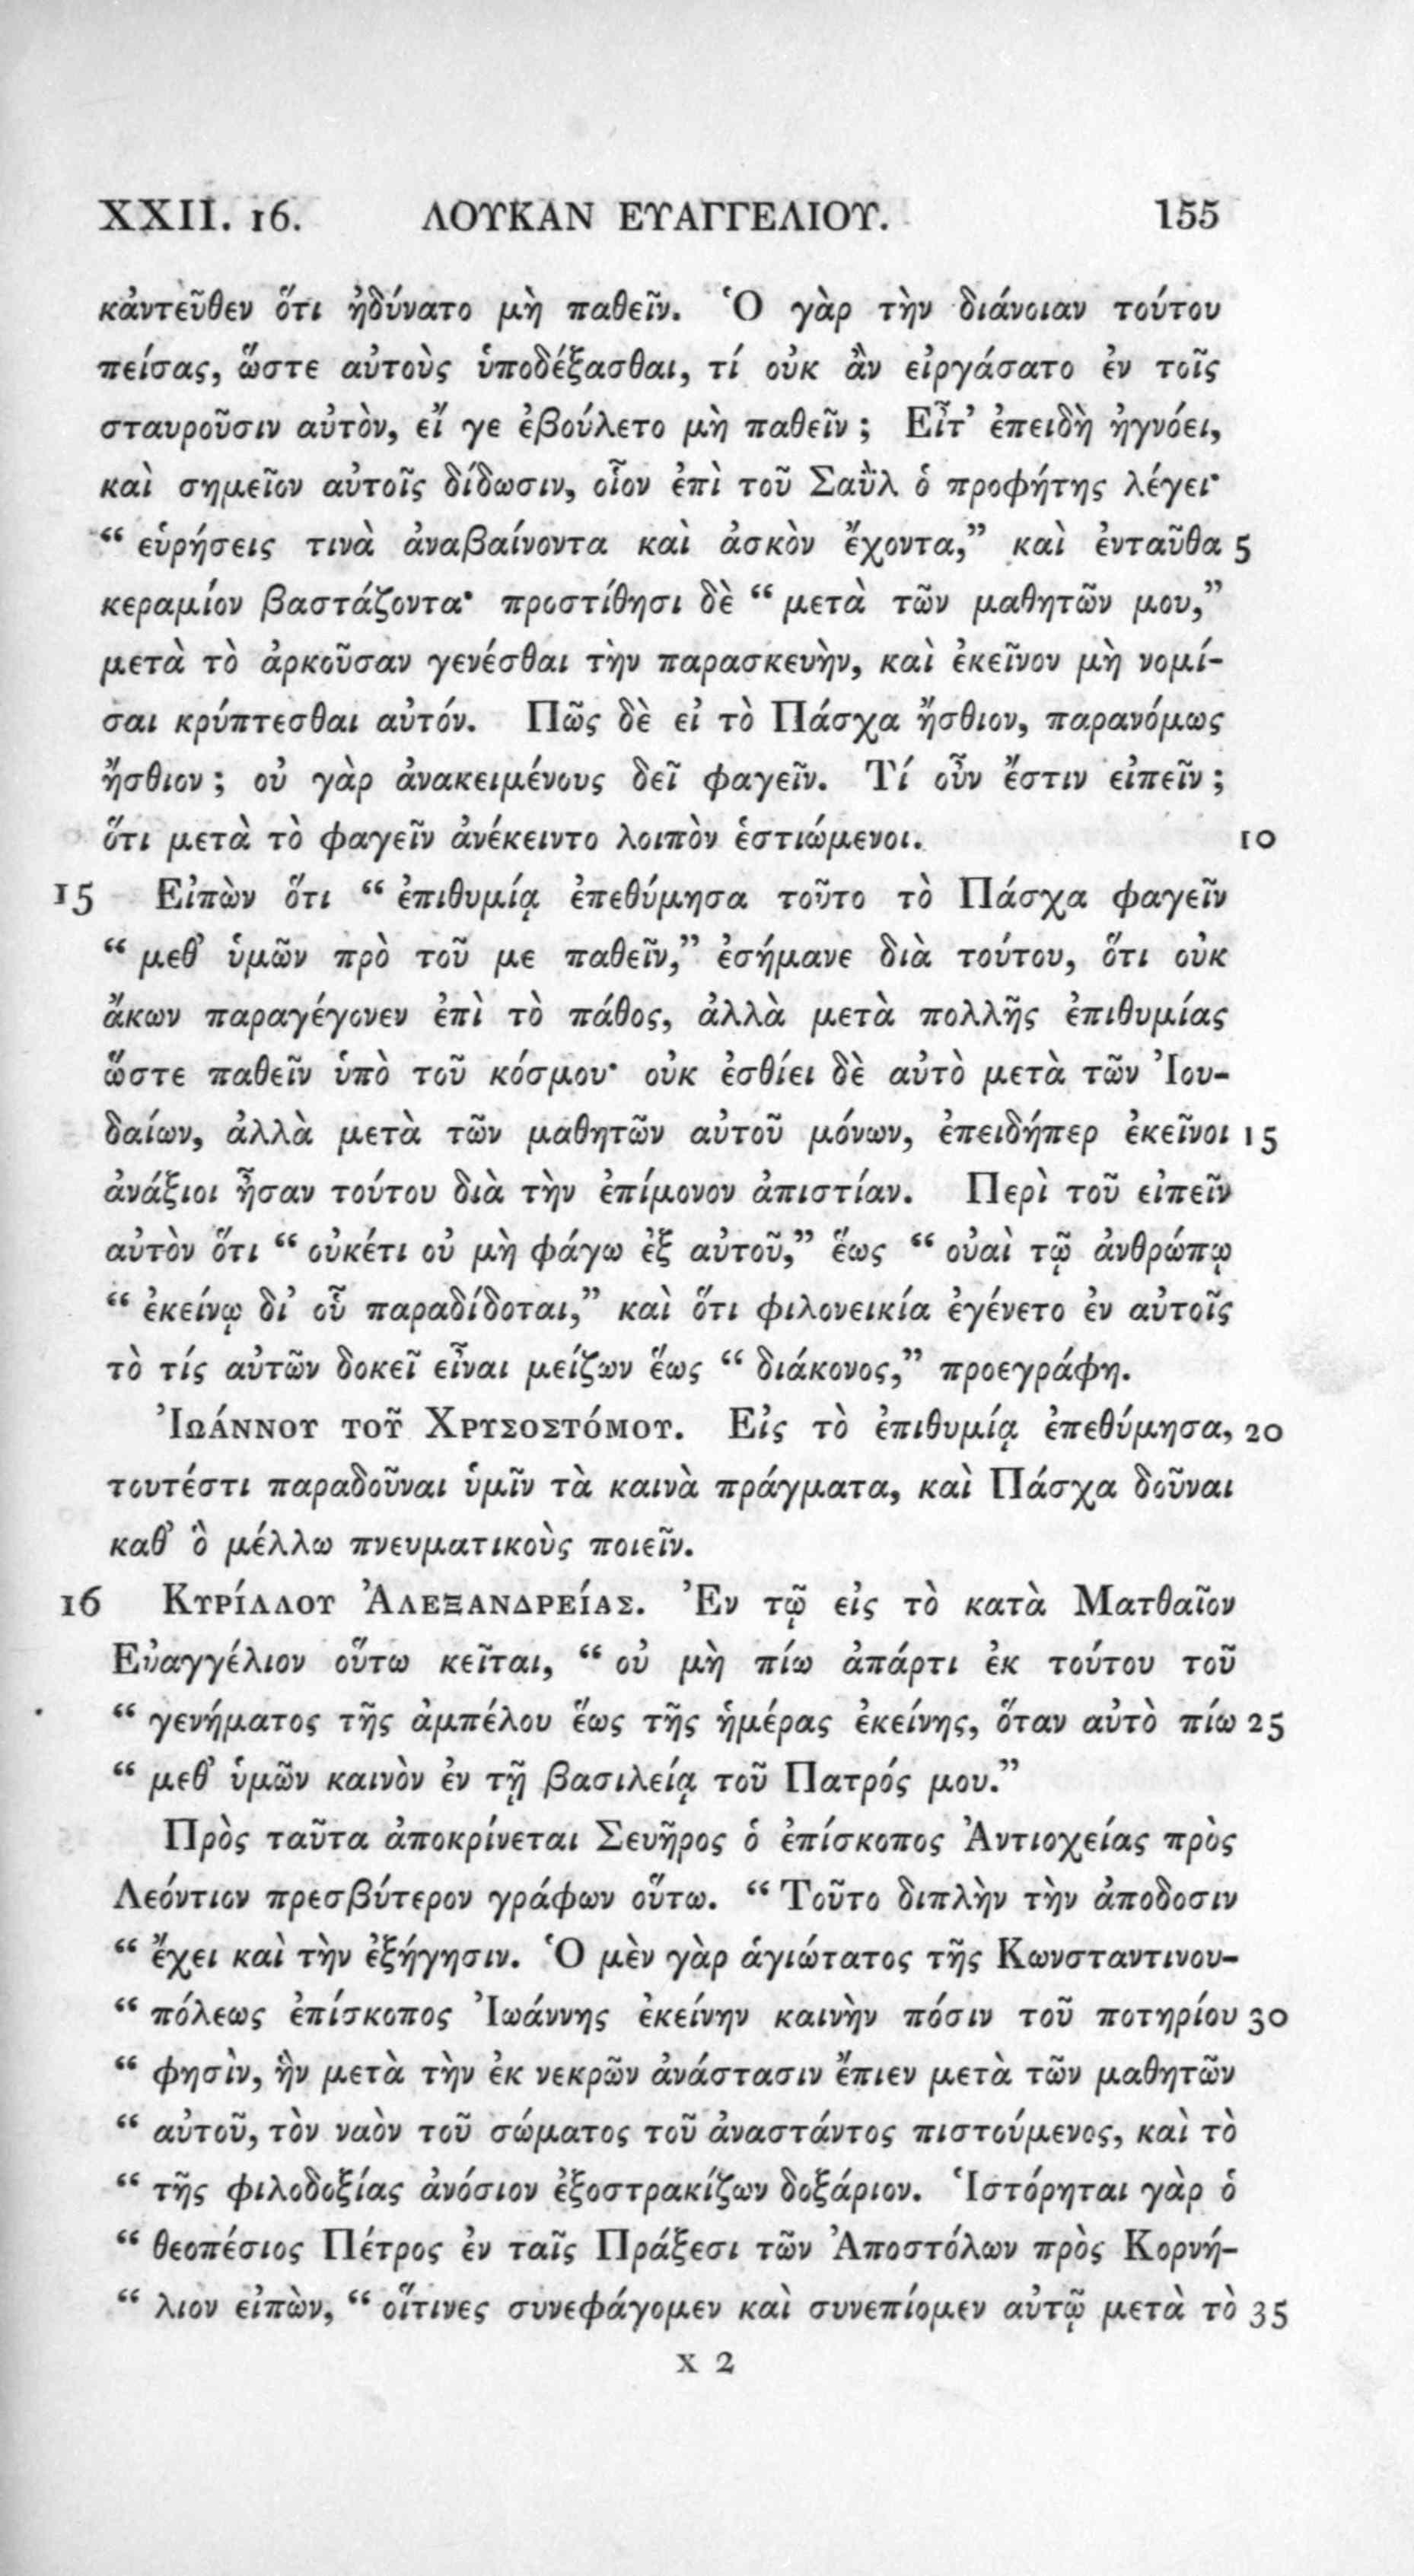 XXII. 16. ΛΟΥΚΑΝ ΕΥΑΓΓΕΛΙΟΥ. 155
κἀντεῦθεν ὅτι ἠδύνατο μὴ παθεῖν. Ὁ γὰρ τὴν διάνοιαν τούτου
πείσας, ὥστε αὐτοὺς ὑποδέξασθαι, τί οὐκ ἂν εἰργάσατο ἐν τοῖς
σταυροῦσιν αὐτὸν, εἴ γε ἐβούλετο μὴ παθεῖν ; Εἶτ’ ἐπειδὴ ἠγνόει,
καὶ σημεῖον αὐτοῖς δίδωσιν, οἷον ἐπὶ τοῦ Σαῢλ ὁ προφήτης λέγει·
“ εὑρήσεις τινὰ ἀναβαίνοντα καὶ ἀσκὸν ἔχοντα,” καὶ ἐνταῦθα 5
κεραμίον βαστάζοντα· προστίθησι δὲ “ μετὰ τῶν μαθητῶν μου,”
μετὰ τὸ ἀρκοῦσαν γενέσθαι τὴν παρασκευὴν, καὶ ἐκεῖνον μὴ νομί-
σαι κρύπτεσθαι αὐτόν. Πῶς δὲ εἰ τὸ Πάσχα ἤσθιον, παρανόμως
ἤσθιον ; οὐ γὰρ ἀνακειμένους δεῖ φαγεῖν. Τί οὖν ἔστιν εἰπεῖν ;
ὅτι μετὰ τὸ φαγεῖν ἀνέκειντο λοιπὸν ἑστιώμενοι. 10
15 Εἰπὼν ὅτι “ ἐπιθυμίᾳ ἐπεθύμησα τοῦτο τὸ Πάσχα φαγεῖν
“ μεθ’ ὑμῶν πρὸ τοῦ με παθεῖν,” ἐσήμανε διὰ τούτου, ὅτι οὐκ
ἄκων παραγέγονεν ἐπὶ τὸ πάθος, ἀλλὰ μετὰ πολλῆς ἐπιθυμίας
ὥστε παθεῖν ὑπὸ τοῦ κόσμου· οὐκ ἐσθίει δὲ αὐτὸ μετὰ τῶν Ἰου-
δαίων, ἀλλὰ μετὰ τῶν μαθητῶν αὐτοῦ μόνων, ἐπειδήπερ ἐκεῖνοι 15
ἀνάξιοι ἦσαν τούτου διὰ τὴν ἐπίμονον ἀπιστίαν. Περὶ τοῦ εἰπεῖν
αὐτὸν ὅτι “ οὐκέτι οὐ μὴ φάγω ἐξ αὐτοῦ,” ἕως “ οὐαὶ τῷ ἀνθρώπῳ
“ ἐκείνῳ δι’ οὗ παραδίδοται,” καὶ ὅτι φιλονεικία ἐγένετο ἐν αὐτοῖς
τὸ τίς αὐτῶν δοκεῖ εἶναι μείζων ἕως “ διάκονος,” προεγράφη.
Ἰωάννου τοῦ Χρυσοστόμου. Εἰς τὸ ἐπιθυμίᾳ ἐπεθύμησα, 20
τουτέστι παραδοῦναι ὑμῖν τὰ καινὰ πράγματα, καὶ Πάσχα δοῦναι
καθ’ ὃ μέλλω πνευματικοὺς ποιεῖν.
16 Κυρίλλου Ἀλεξανδρείας. Ἐν τῷ εἰς τὸ κατὰ Ματθαῖον
Εὐαγγέλιον οὕτω κεῖται, “ οὐ μὴ πίω ἀπάρτι ἐκ τούτου τοῦ
“ γενήματος τῆς ἀμπέλου ἕως τῆς ἡμέρας ἐκείνης, ὅταν αὐτὸ πίω 25
“ μεθ’ ὑμῶν καινὸν ἐν τῇ βασιλείᾳ τοῦ Πατρός μου.”
Πρὸς ταῦτα ἀποκρίνεται Σευῆρος ὁ ἐπίσκοπος Ἀντιοχείας πρὸς
Λεόντιον πρεσβύτερον γράφων οὕτω. “ Τοῦτο διπλὴν τὴν ἀπόδοσιν
“ ἔχει καὶ τὴν ἐξήγησιν. Ὁ μὲν γὰρ ἁγιώτατος τῆς Κωνσταντινου-
“ πόλεως ἐπίσκοπος Ἰωάννης ἐκείνην καινὴν πόσιν τοῦ ποτηρίου 30
“ φησὶν, ἣν μετὰ τὴν ἐκ νεκρῶν ἀνάστασιν ἔπιεν μετὰ τῶν μαθητῶν
“ αὐτοῦ, τὸν ναὸν τοῦ σώματος τοῦ ἀναστάντος πιστούμενος, καὶ τὸ
“ τῆς φιλοδοξίας ἀνόσιον ἐξοστρακίζων δοξάριον. Ἱστόρηται γὰρ ὁ
“ θεσπέσιος Πέτρος ἐν ταῖς Πράξεσι τῶν Ἀποστόλων πρὸς Κορνή-
“ λιον εἰπὼν, “ οἵτινες συνεφάγομεν καὶ συνεπίομεν αὐτῷ μετὰ τὸ 35
X 2